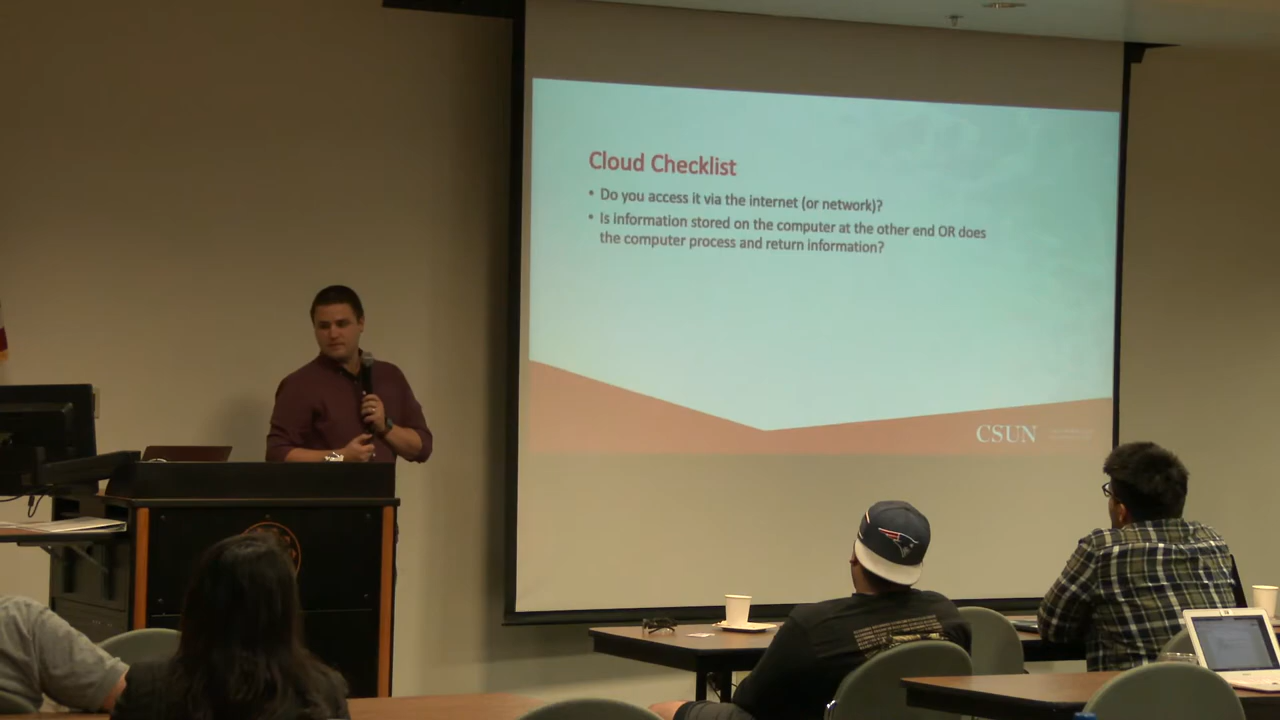 Cloud Checklist
• Do you access it via the internet (or network)?
• Is information stored on the computer at the other end OR does
the computer process and return information?
CSUN